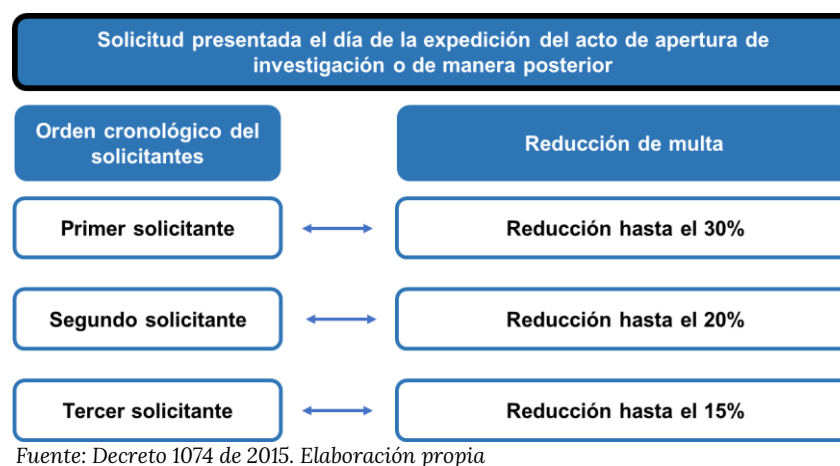 Solicitud presentada el día de la expedición del acto de apertura de
investigación o de manera posterior
Orden cronológico del
solicitantes
Reducción de multa
Primer solicitante
Reducción hasta el 30%
Segundo solicitante
Reducción hasta el 20%
Tercer solicitante
Reducción hasta el 15%
Fuente: Decreto 1074 de 2015. Elaboración propia